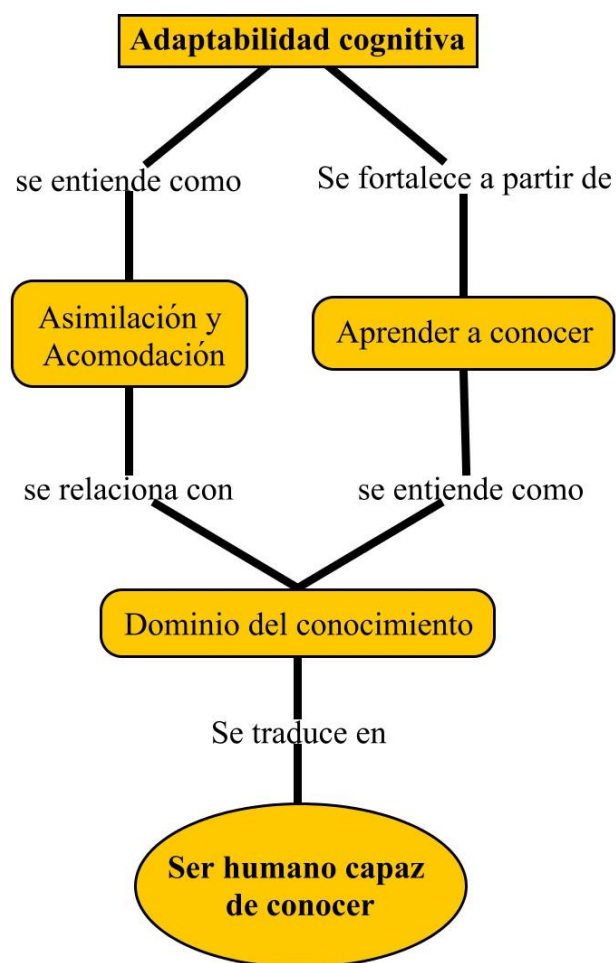 Adaptabilidad cognitiva
se entiende como
Se fortalece a partir de
Asimilación y
Acomodación
Aprender a conocer
se relaciona con
se entiende como
Dominio del conocimiento
Se traduce en
Ser humano capaz
de conocer